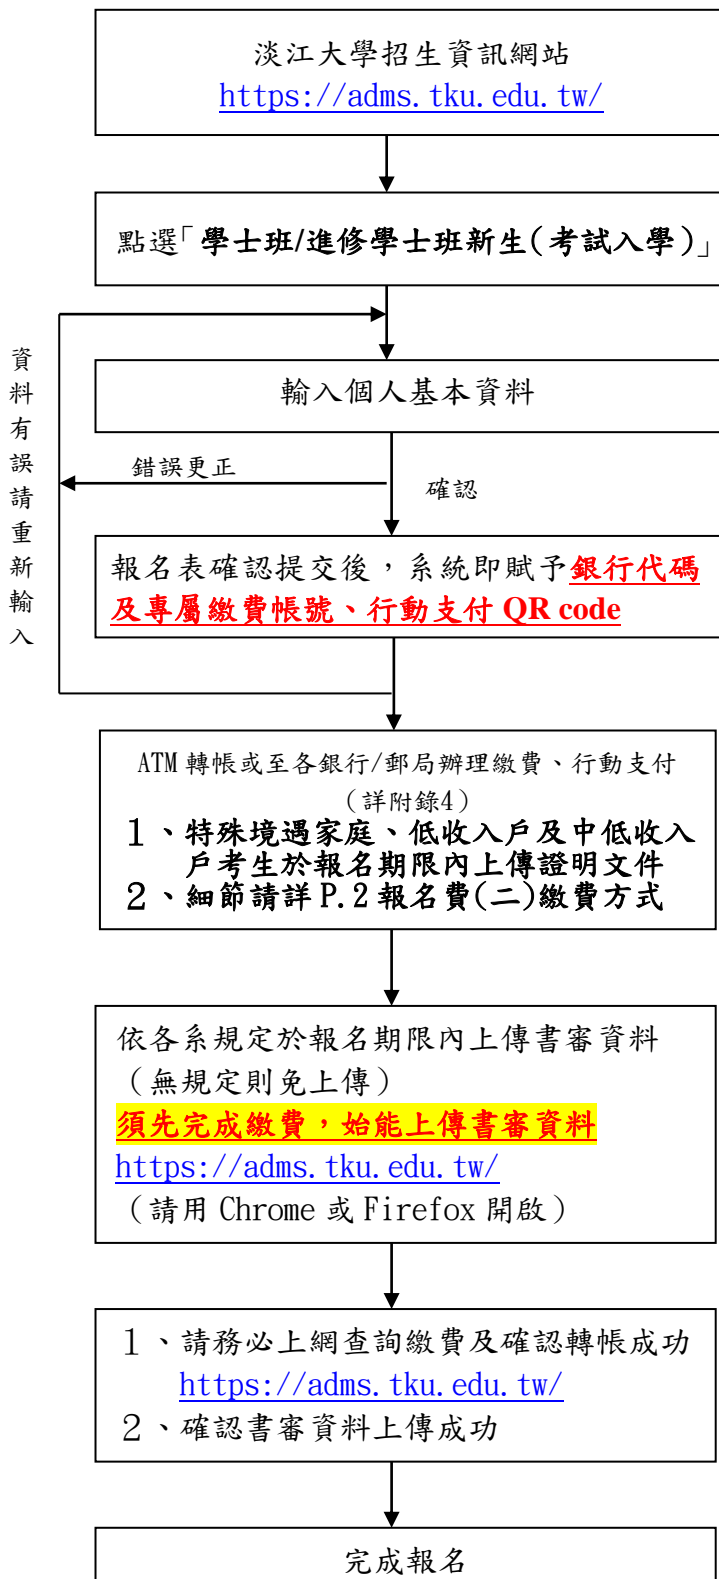 淡江大學招生資訊網站
https://adms.tku.edu.tw/
點選「學士班/進修學士班新生(考試入學)」
資料有誤請重新輸入
輸入個人基本資料
錯誤更正
確認
報名表確認提交後，系統即賦予銀行代碼
及專屬繳費帳號、行動支付 QR code
ATM 轉帳或至各銀行/郵局辦理繳費、行動支付
（詳附錄4）
１、特殊境遇家庭、低收入戶及中低收入
戶考生於報名期限內上傳證明文件
２、細節請詳 P.2 報名費(二)繳費方式
依各系規定於報名期限內上傳書審資料
（無規定則免上傳）
須先完成繳費，始能上傳書審資料
https://adms.tku.edu.tw/
（請用 Chrome 或 Firefox 開啟）
１、請務必上網查詢繳費及確認轉帳成功
https://adms.tku.edu.tw/
２、確認書審資料上傳成功
完成報名